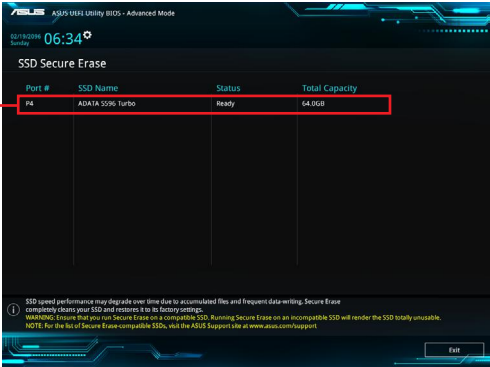 ASUS ASUS UEFI Utility BIOS - Advanced Mode
02/19/2096
Sunday
06:34
SSD Secure Erase
Port # SSD Name Status Total Capacity
P4 ADATA S596 Turbo Ready 64.0GB
SSD speed performance may degrade over time due to accumulated files and frequent data-writing. Secure Erase
completely cleans your SSD and restores it to its factory settings.
WARNING: Ensure that you run Secure Erase on a compatible SSD. Running Secure Erase on an incompatible SSD will render the SSD totally unusable.
NOTE: For the list of Secure Erase-compatible SSDs, visit the ASUS Support site at www.asus.com/support
Exit